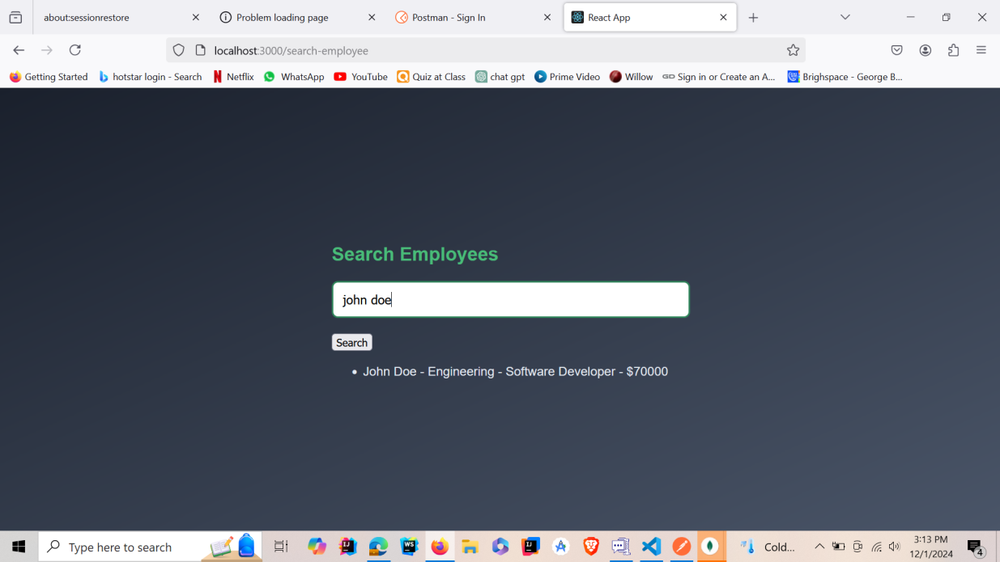 about:sessionrestore
Problem loading page
Postman - Sign In
React App
localhost:3000/search-employee
Getting Started
hotstar login - Search
Netflix
WhatsApp
YouTube
Quiz at Class
chat gpt
Prime Video
Willow
GD Sign in or Create an A...
Brighspace - George B...
Search Employees
john doe
Search
• John Doe - Engineering - Software Developer - $70000
Type here to search
Cold...
3:13 PM
12/1/2024
4